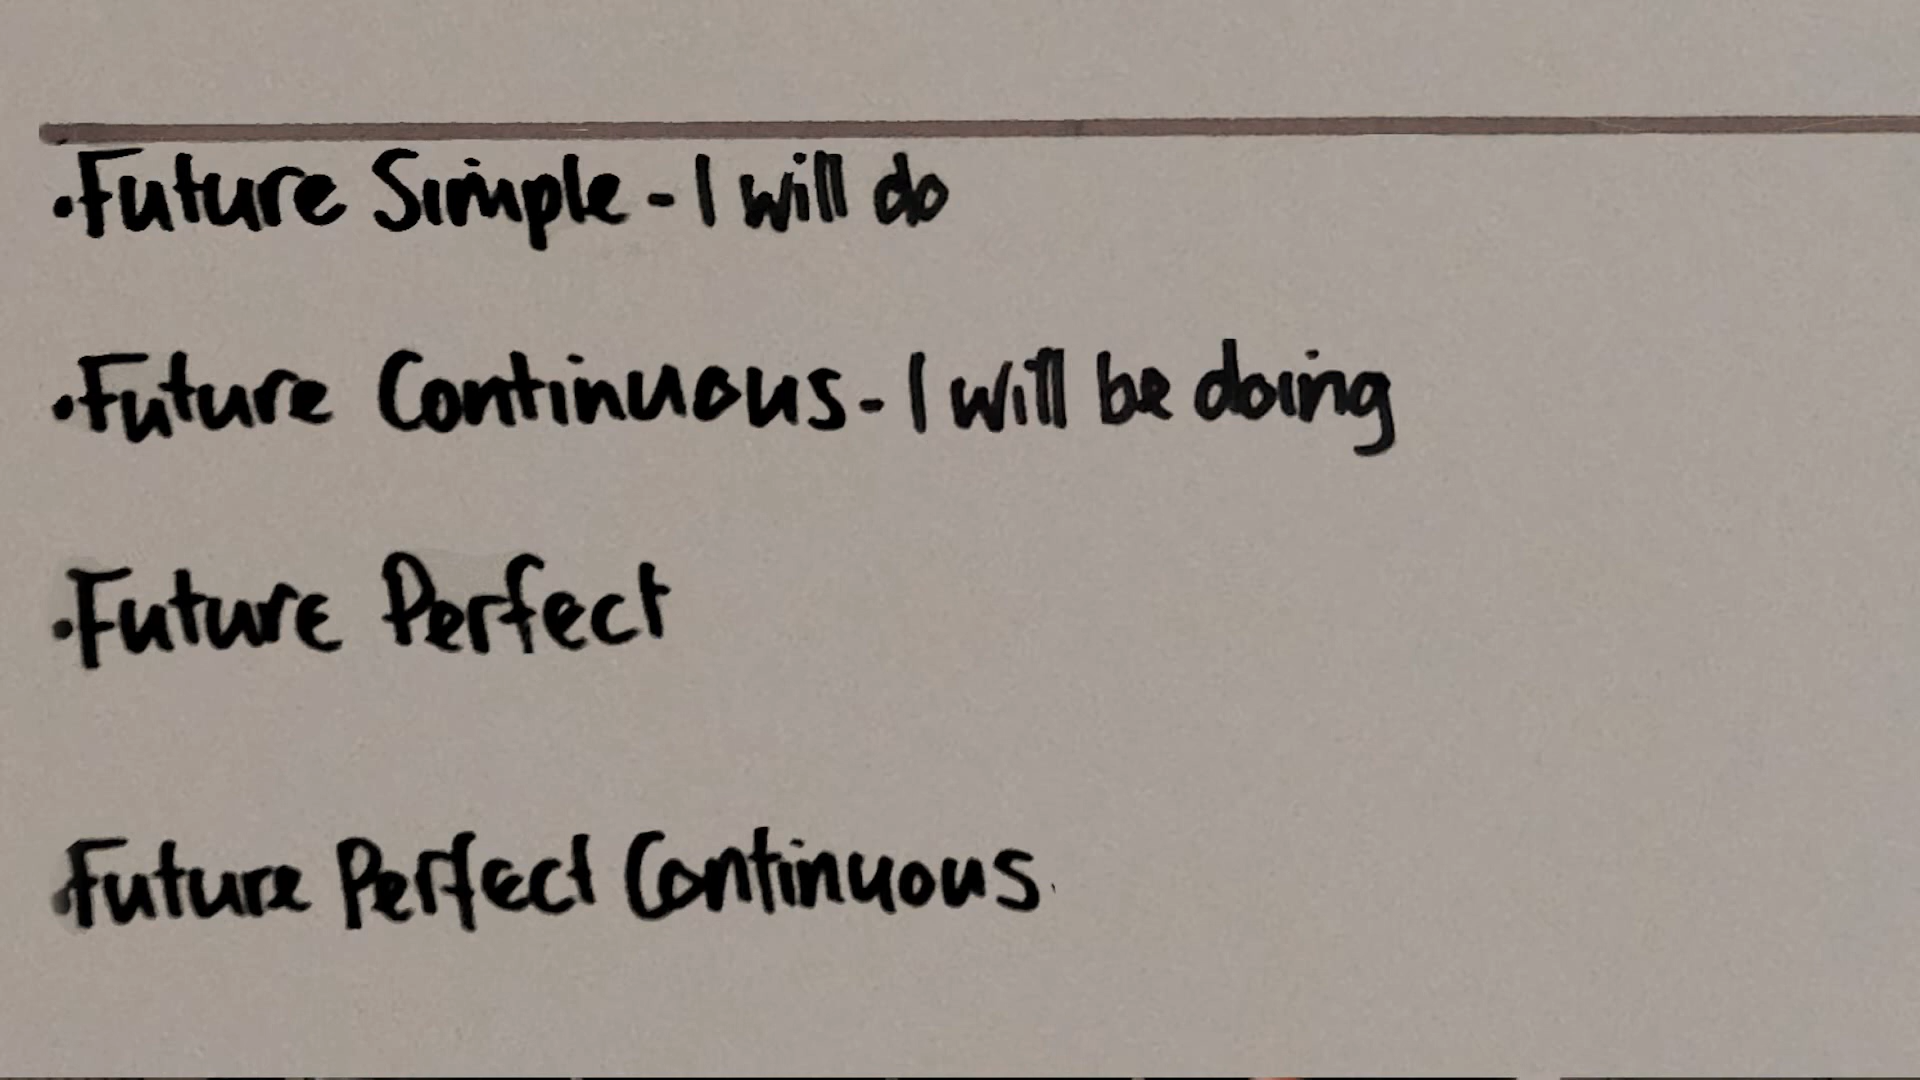 ·Future Simple - I will do
·Future Continuous - I will be doing
·Future Perfect
·Future Perfect Continuous